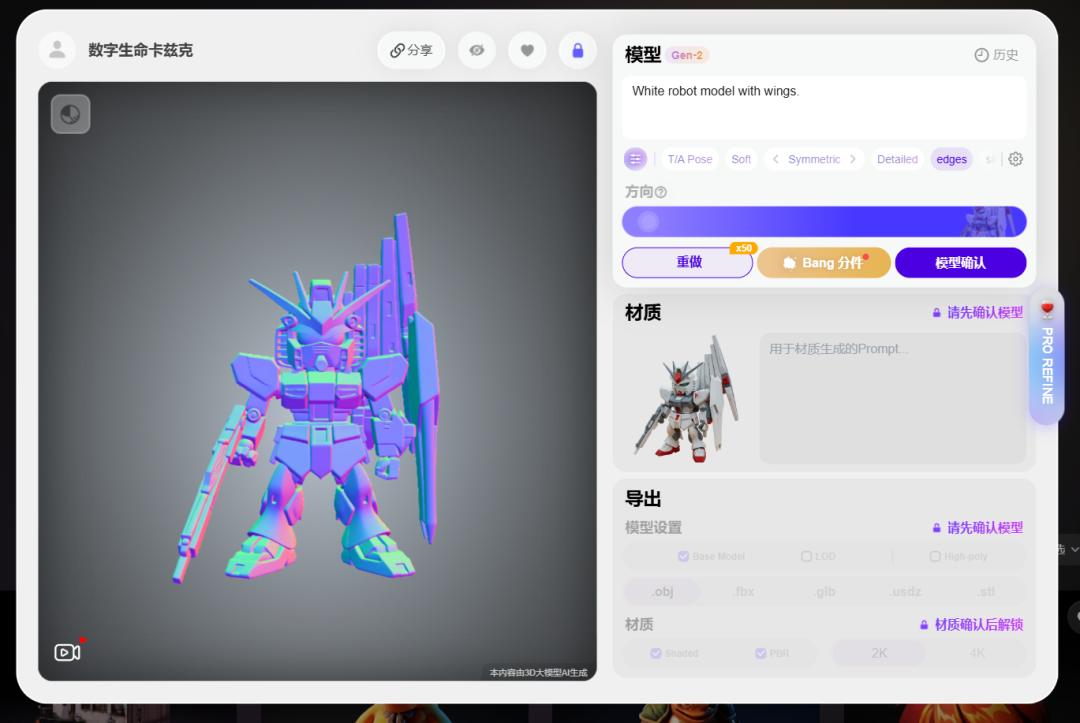 数字生命卡兹克
分享
模型 Gen-2
历史
White robot model with wings.
T/A Pose Soft Symmetric Detailed edges
方向
重做 x50 Bang 分件 模型确认
材质 请先确认模型
用于材质生成的Prompt...
PRO REFINE
导出
模型设置 请先确认模型
Base Model LOD High-poly
.obj .fbx .glb .usdz .stl
材质 材质确认后解锁
Shaded PBR 2K 4K
本内容由3D大模型AI生成